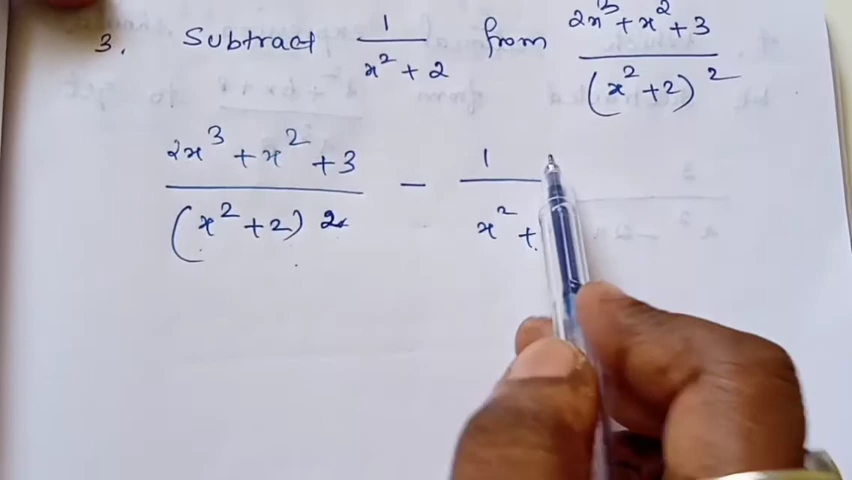 3. Subtract 1/(x²+2) from (2x³+x²+3)/(x²+2)²
(2x³+x²+3)/(x²+2)2 - 1/(x²+